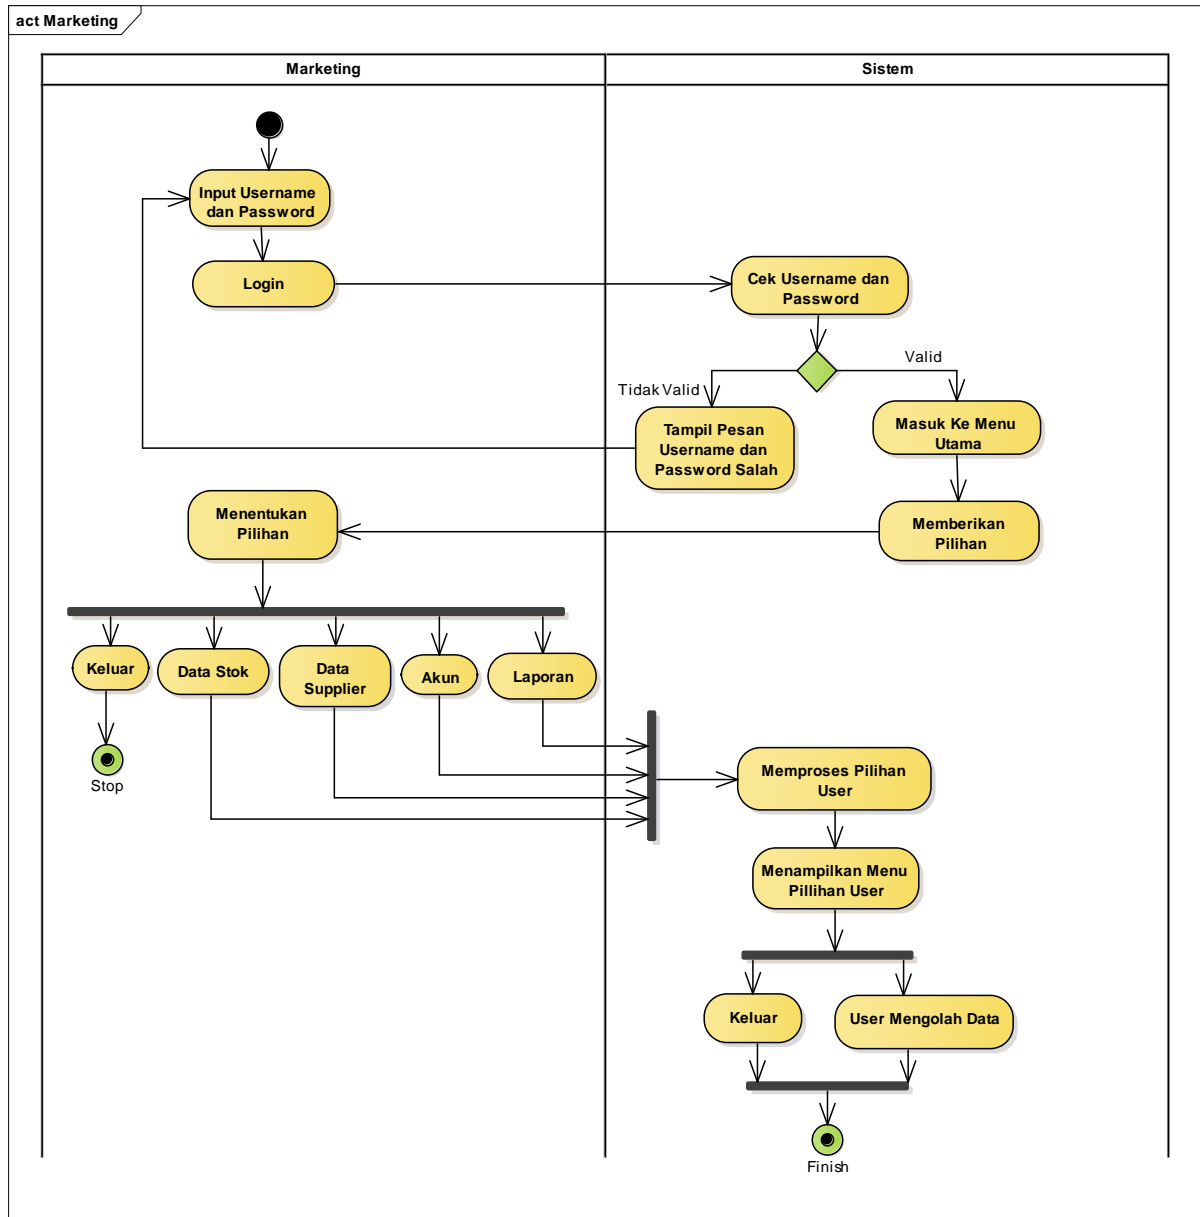 act Marketing
Marketing
Sistem
Input Username
dan Password
Login
Cek Username dan
Password
Valid
Tidak Valid
Tampil Pesan
Username dan
Password Salah
Masuk Ke Menu
Utama
Menentukan
Pilihan
Memberikan
Pilihan
Keluar
Data Stok
Data
Supplier
Akun
Laporan
Stop
Memproses Pilihan
User
Menampilkan Menu
Pillihan User
Keluar
User Mengolah Data
Finish